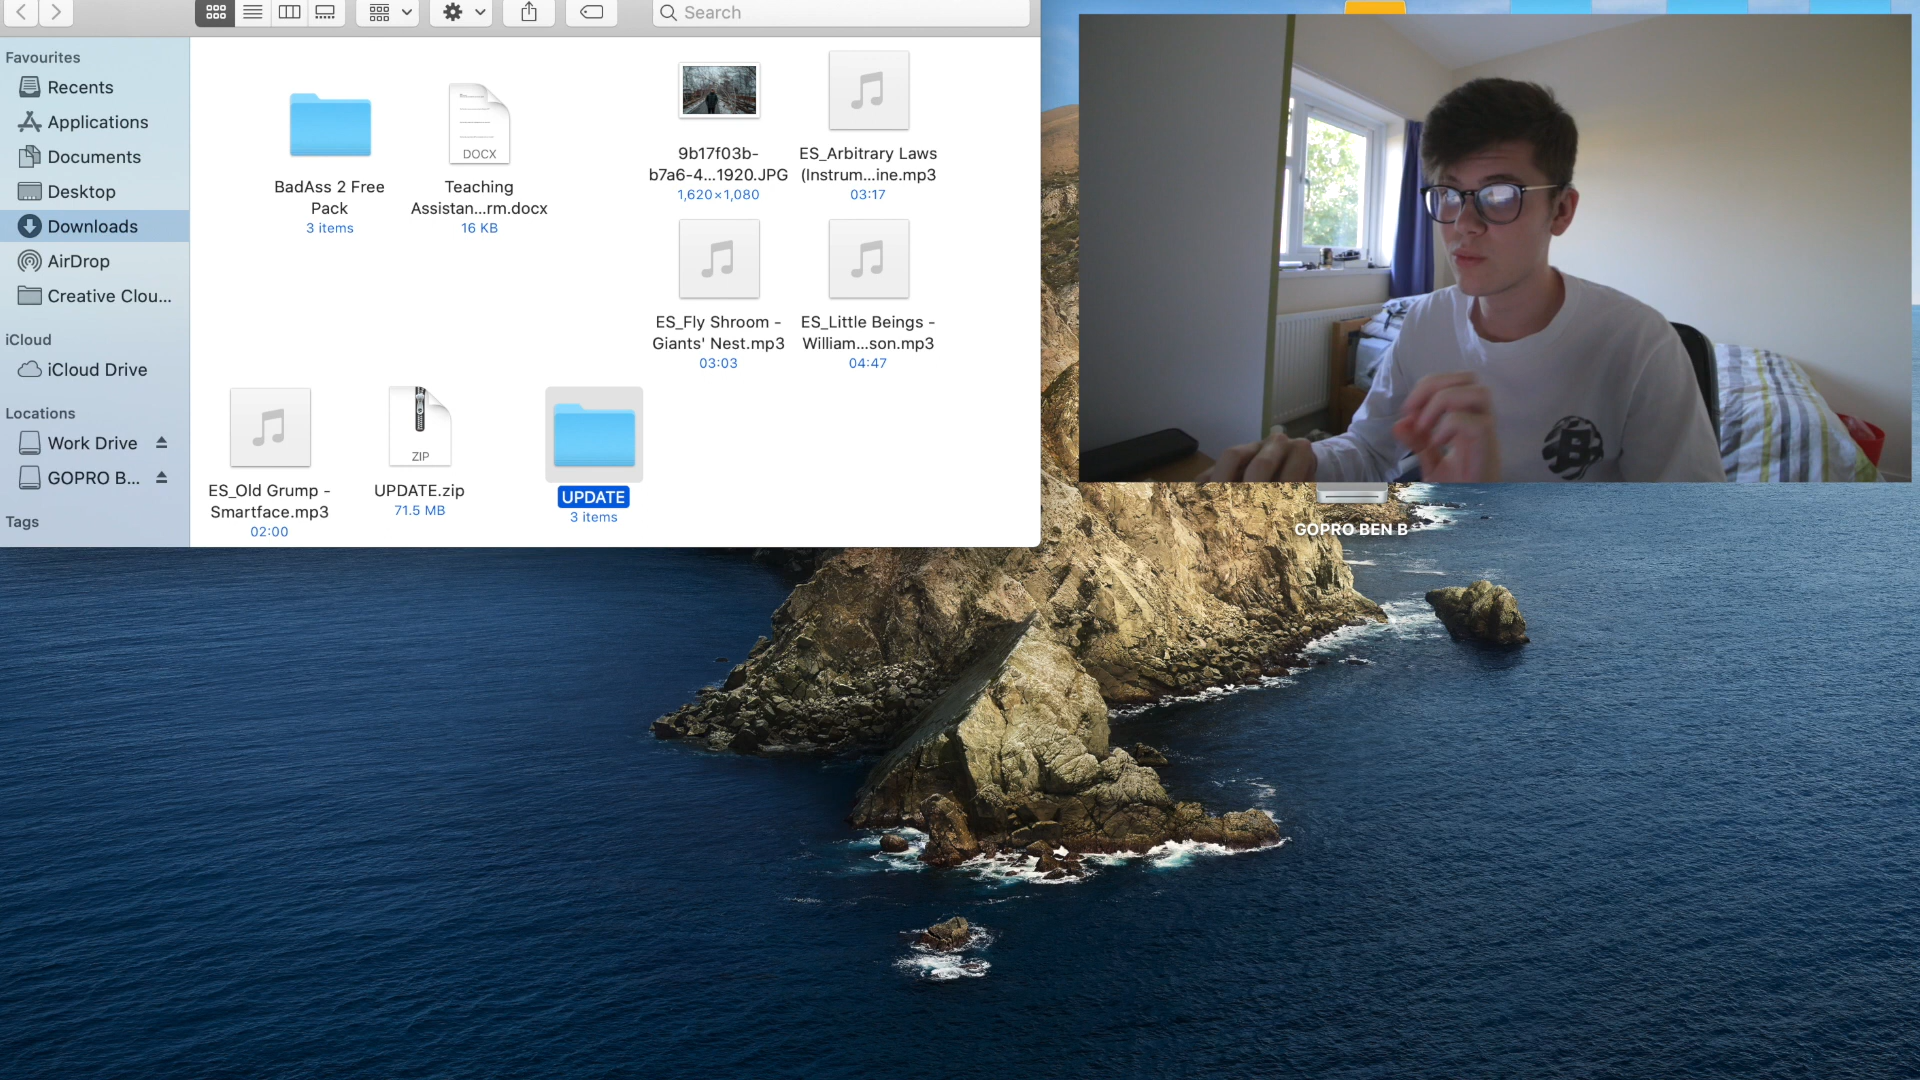 Search
Favourites
Recents
Applications
Documents
Desktop
Downloads
AirDrop
Creative Clou...
iCloud
iCloud Drive
Locations
Work Drive
GOPRO B...
Tags
BadAss 2 Free
Pack
3 items
DOCX
Teaching
Assistan...rm.docx
16 KB
9b17f03b-
b7a6-4...1920.JPG
1,620×1,080
ES_Arbitrary Laws
(Instrum...ine.mp3
03:17
ES_Fly Shroom -
Giants' Nest.mp3
03:03
ES_Little Beings -
William...son.mp3
04:47
ES_Old Grump -
Smartface.mp3
02:00
ZIP
UPDATE.zip
71.5 MB
UPDATE
3 items
GOPRO BEN B